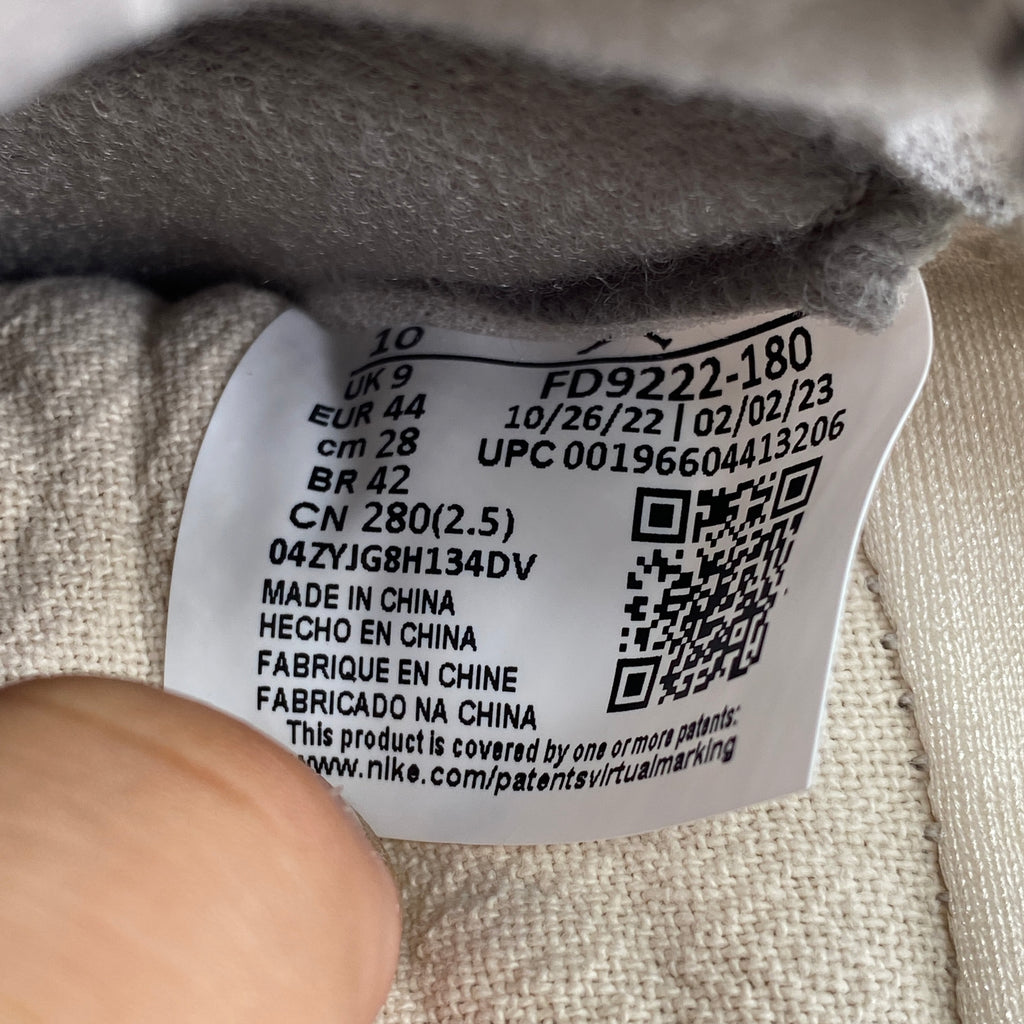 10
UK 9
EUR 44
cm 28
BR 42
CN 280(2.5)
04ZYJG8H134DV
MADE IN CHINA
HECHO EN CHINA
FABRIQUE EN CHINE
FABRICADO NA CHINA
FD9222-180
10/26/22 | 02/02/23
UPC 00196604413206
This product is covered by one or more patents:
www.nike.com/patentsvirtualmarking